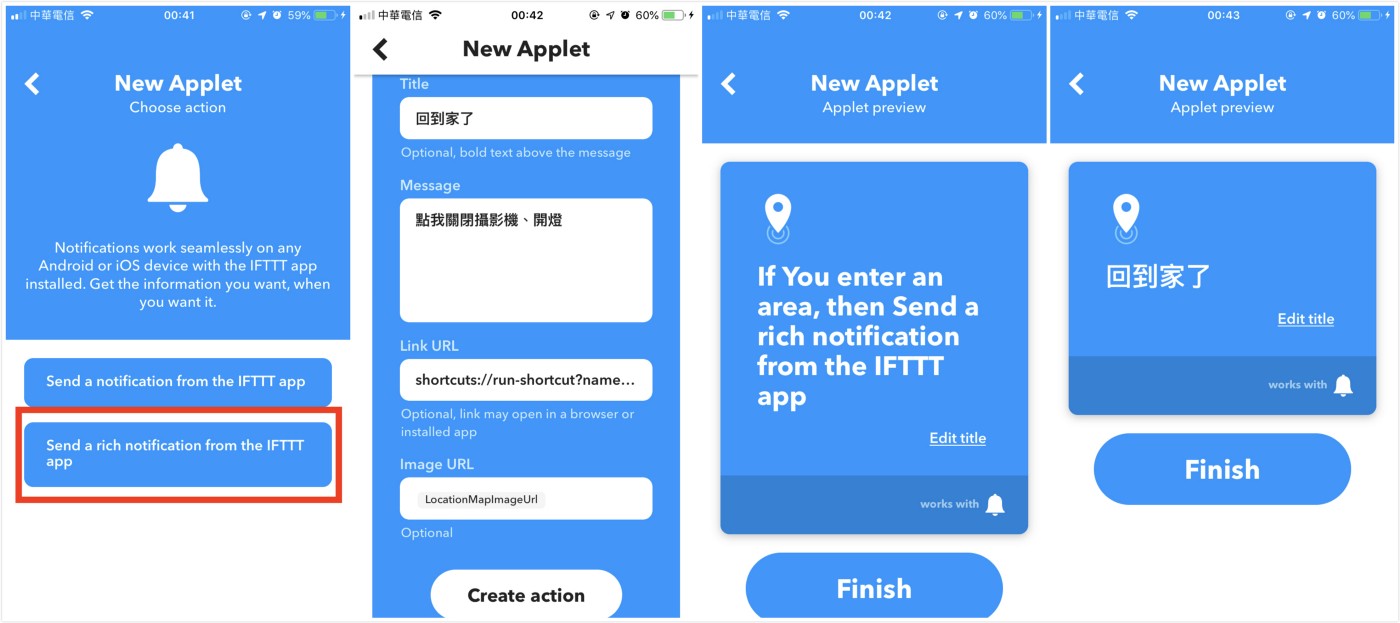 中華電信
00:41
59%
New Applet
Choose action
Notifications work seamlessly on any
Android or iOS device with the IFTTT app
installed. Get the information you want, when
you want it.
Send a notification from the IFTTT app
Send a rich notification from the IFTTT
app
中華電信
00:42
60%
New Applet
Title
回到家了
Optional, bold text above the message
Message
點我關閉攝影機、開燈
Link URL
shortcuts://run-shortcut?name...
Optional, link may open in a browser or
installed app
Image URL
LocationMapImageUrl
Optional
Create action
中華電信
00:42
60%
New Applet
Applet preview
If You enter an
area, then Send a
rich notification
from the IFTTT
app
Edit title
works with
Finish
中華電信
00:43
60%
New Applet
Applet preview
回到家了
Edit title
works with
Finish